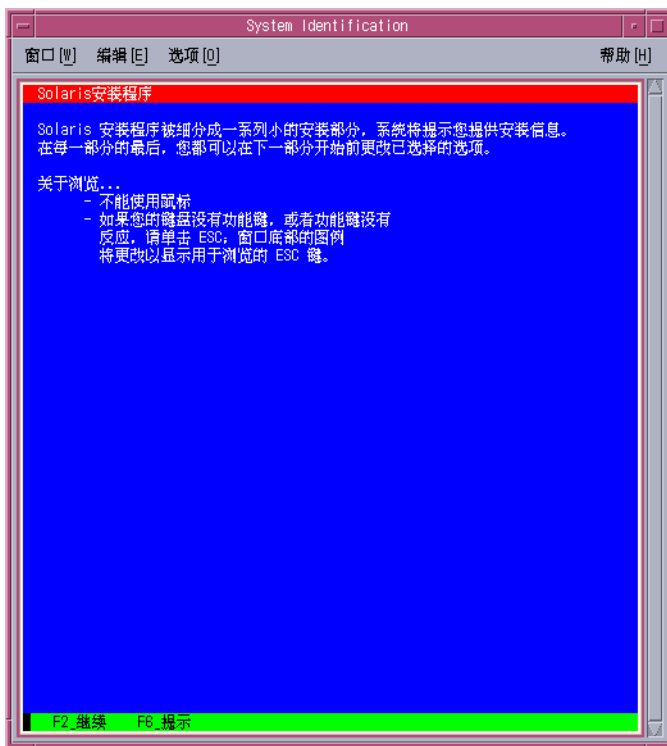 System Identification
窗口[W] 编辑[E] 选项[O] 帮助[H]
Solaris安装程序
Solaris 安装程序被细分成一系列小的安装部分，系统将提示您提供安装信息。
在每一部分的最后，您都可以在下一部分开始前更改已选择的选项。
关于浏览...
- 不能使用鼠标
- 如果您的键盘没有功能键，或者功能键没有
反应，请单击 ESC；窗口底部的图例
将更改以显示用于浏览的 ESC 键。
F2_继续 F6_提示